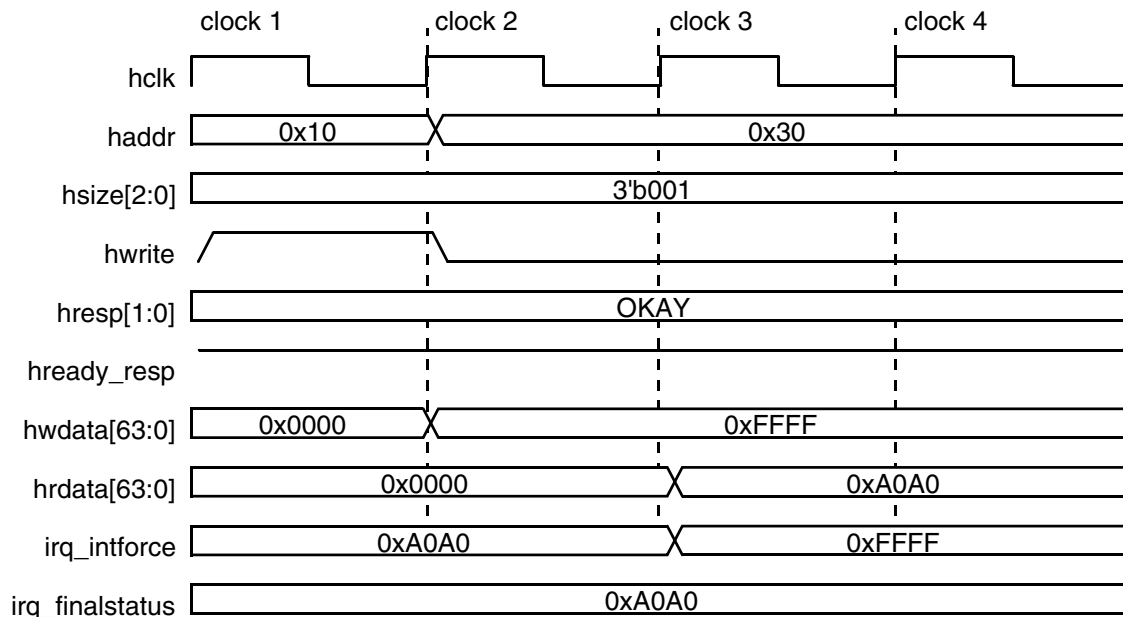 clock 1 clock 2 clock 3 clock 4
hclk
haddr 0x10 0x30
hsize[2:0] 3'b001
hwrite
hresp[1:0] OKAY
hready_resp
hwdata[63:0] 0x0000 0xFFFF
hrdata[63:0] 0x0000 0xA0A0
irq_intforce 0xA0A0 0xFFFF
irq_finalstatus 0xA0A0